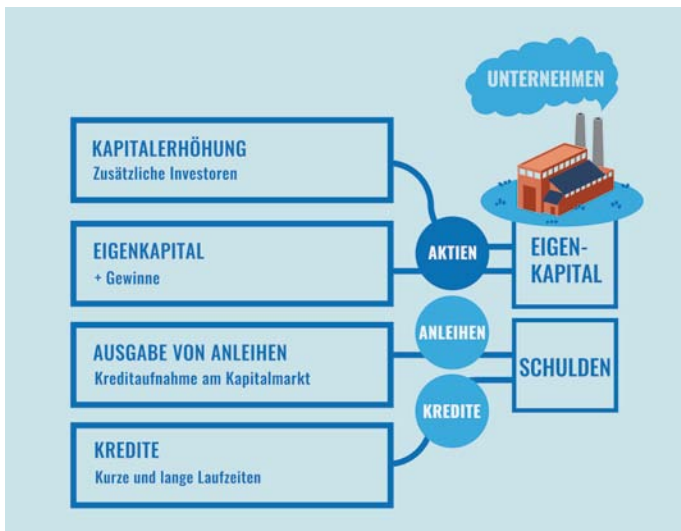 UNTERNEHMEN
KAPITALERHÖHUNG
Zusätzliche Investoren
EIGENKAPITAL
+ Gewinne
AKTIEN
EIGEN-
KAPITAL
AUSGABE VON ANLEIHEN
Kreditaufnahme am Kapitalmarkt
ANLEIHEN
SCHULDEN
KREDITE
KREDITE
Kurze und lange Laufzeiten